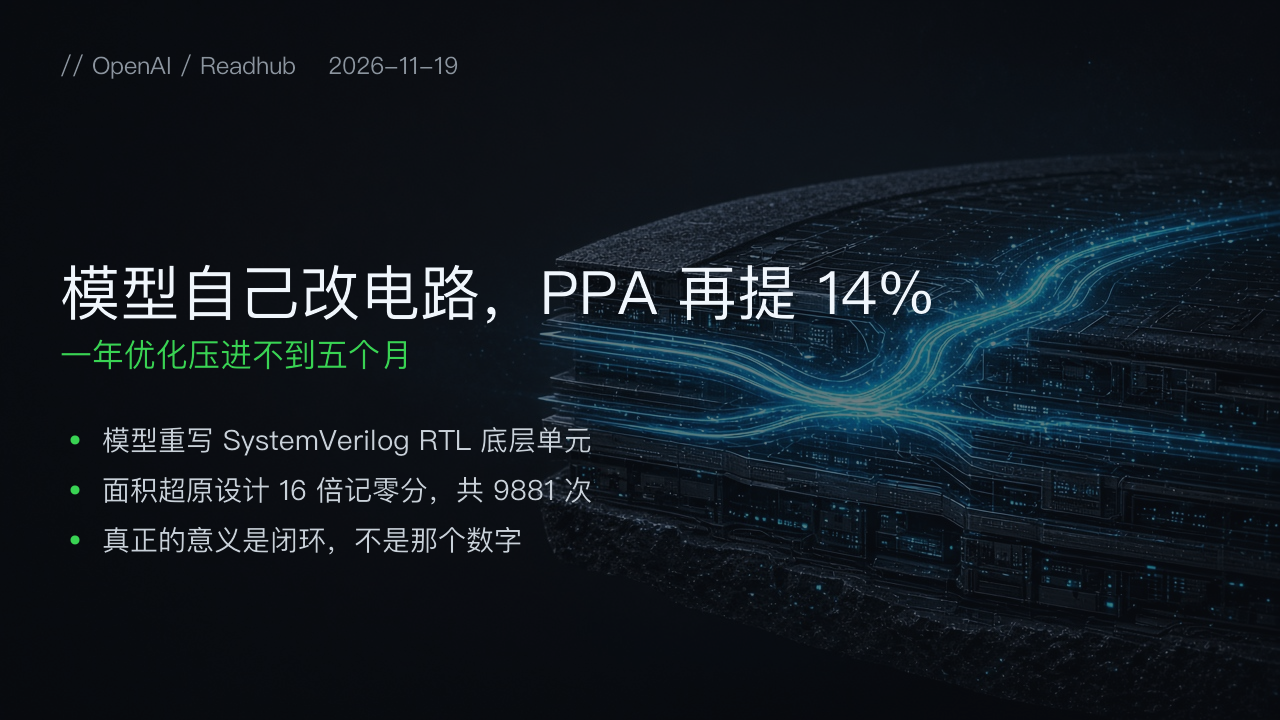 // OpenAI / Readhub 2026-11-19
模型自己改电路，PPA 再提 14%
一年优化压进不到五个月
模型重写 SystemVerilog RTL 底层单元
面积超原设计 16 倍记零分，共 9881 次
真正的意义是闭环，不是那个数字